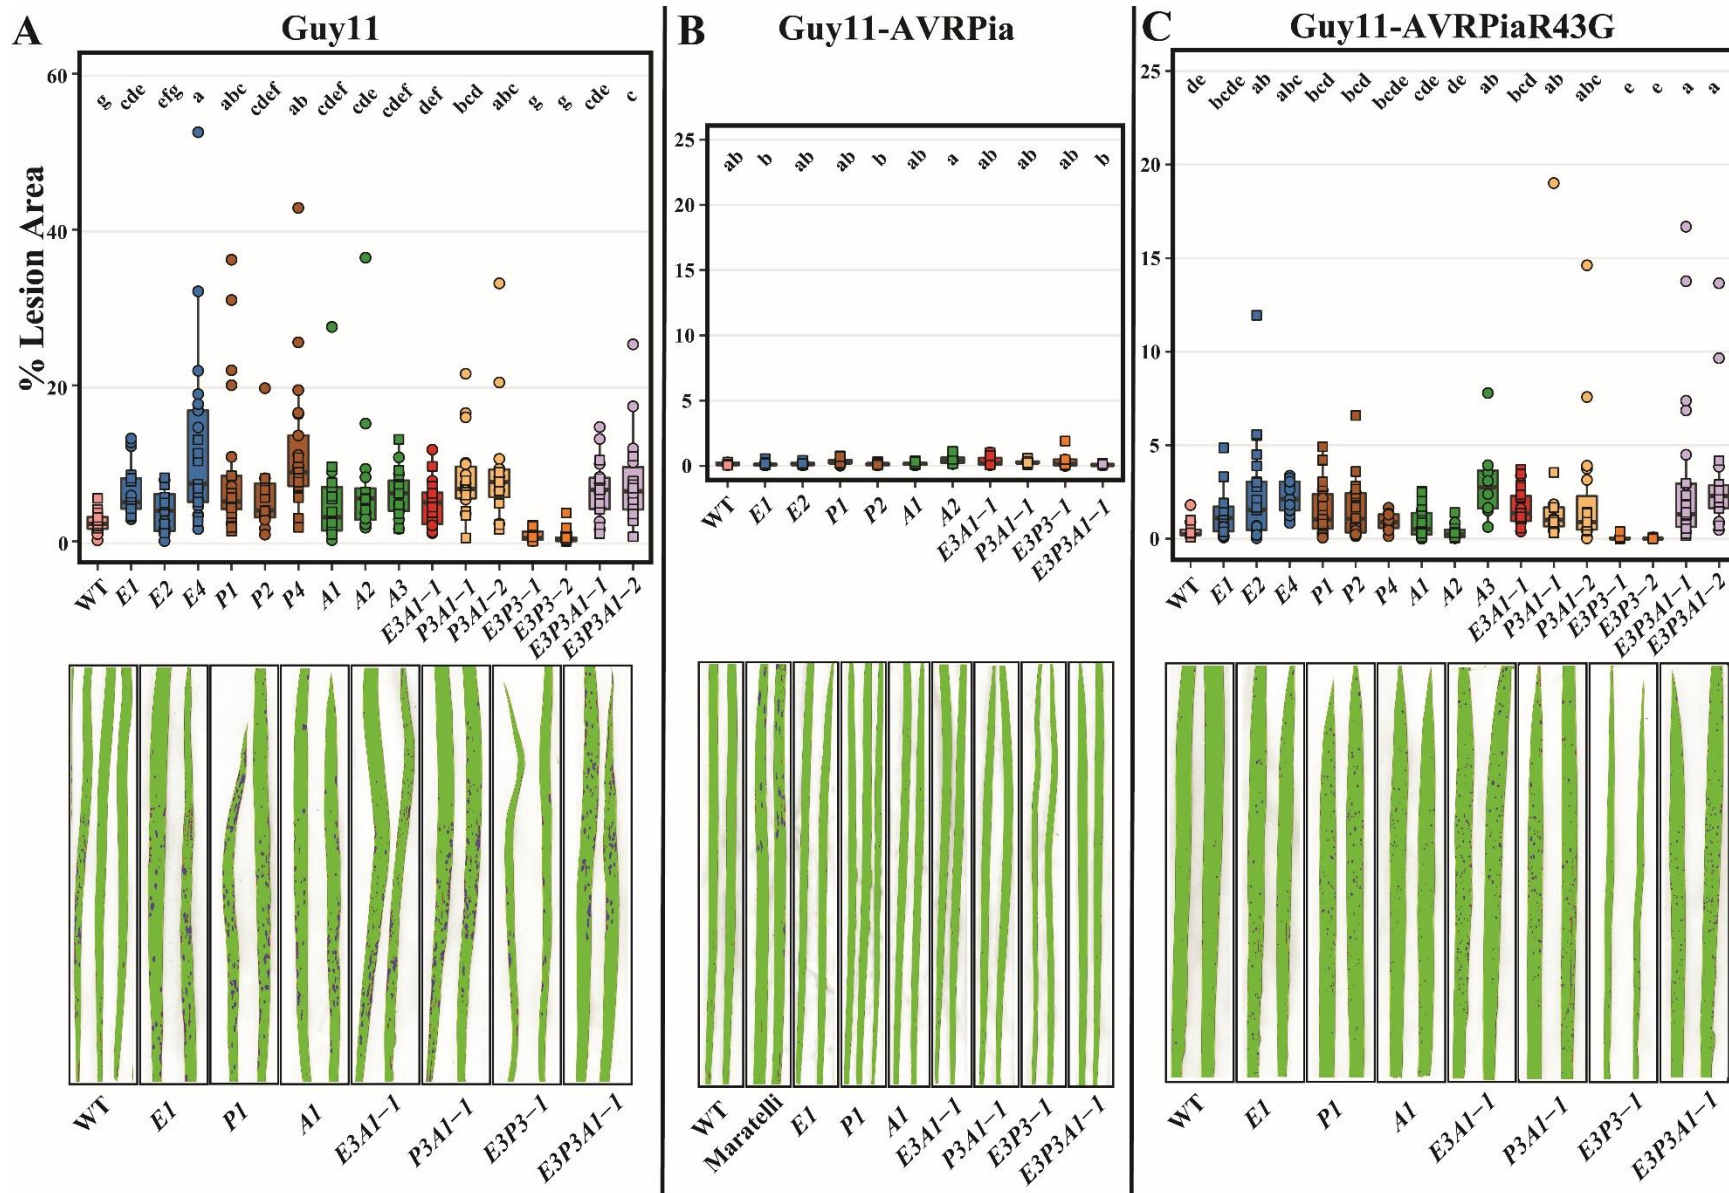 A
Guy11
% Lesion Area
60
40
20
0
g
cde
efg
a
abc
cdef
ab
cdef
cde
cdef
def
bcd
abc
g
g
cde
c
WT
E1
E2
E4
P1
P2
P4
A1
A2
A3
E3A1-1
P3A1-1
P3A1-2
E3P3-1
E3P3-2
E3P3A1-1
E3P3A1-2
WT
E1
P1
A1
E3A1-1
P3A1-1
E3P3-1
E3P3A1-1
B
Guy11-AVRPia
25
20
15
10
5
0
ab
b
ab
ab
b
ab
a
ab
ab
ab
b
WT
E1
E2
P1
P2
A1
A2
E3A1-1
P3A1-1
E3P3-1
E3P3A1-1
WT
Maratelli
E1
P1
A1
E3A1-1
P3A1-1
E3P3-1
E3P3A1-1
C
Guy11-AVRPiaR43G
25
20
15
10
5
0
de
bcde
ab
abc
bcd
bcd
bcde
cde
de
ab
bcd
ab
abc
e
e
a
a
WT
E1
E2
E4
P1
P2
P4
A1
A2
A3
E3A1-1
P3A1-1
P3A1-2
E3P3-1
E3P3-2
E3P3A1-1
E3P3A1-2
WT
E1
P1
A1
E3A1-1
P3A1-1
E3P3-1
E3P3A1-1